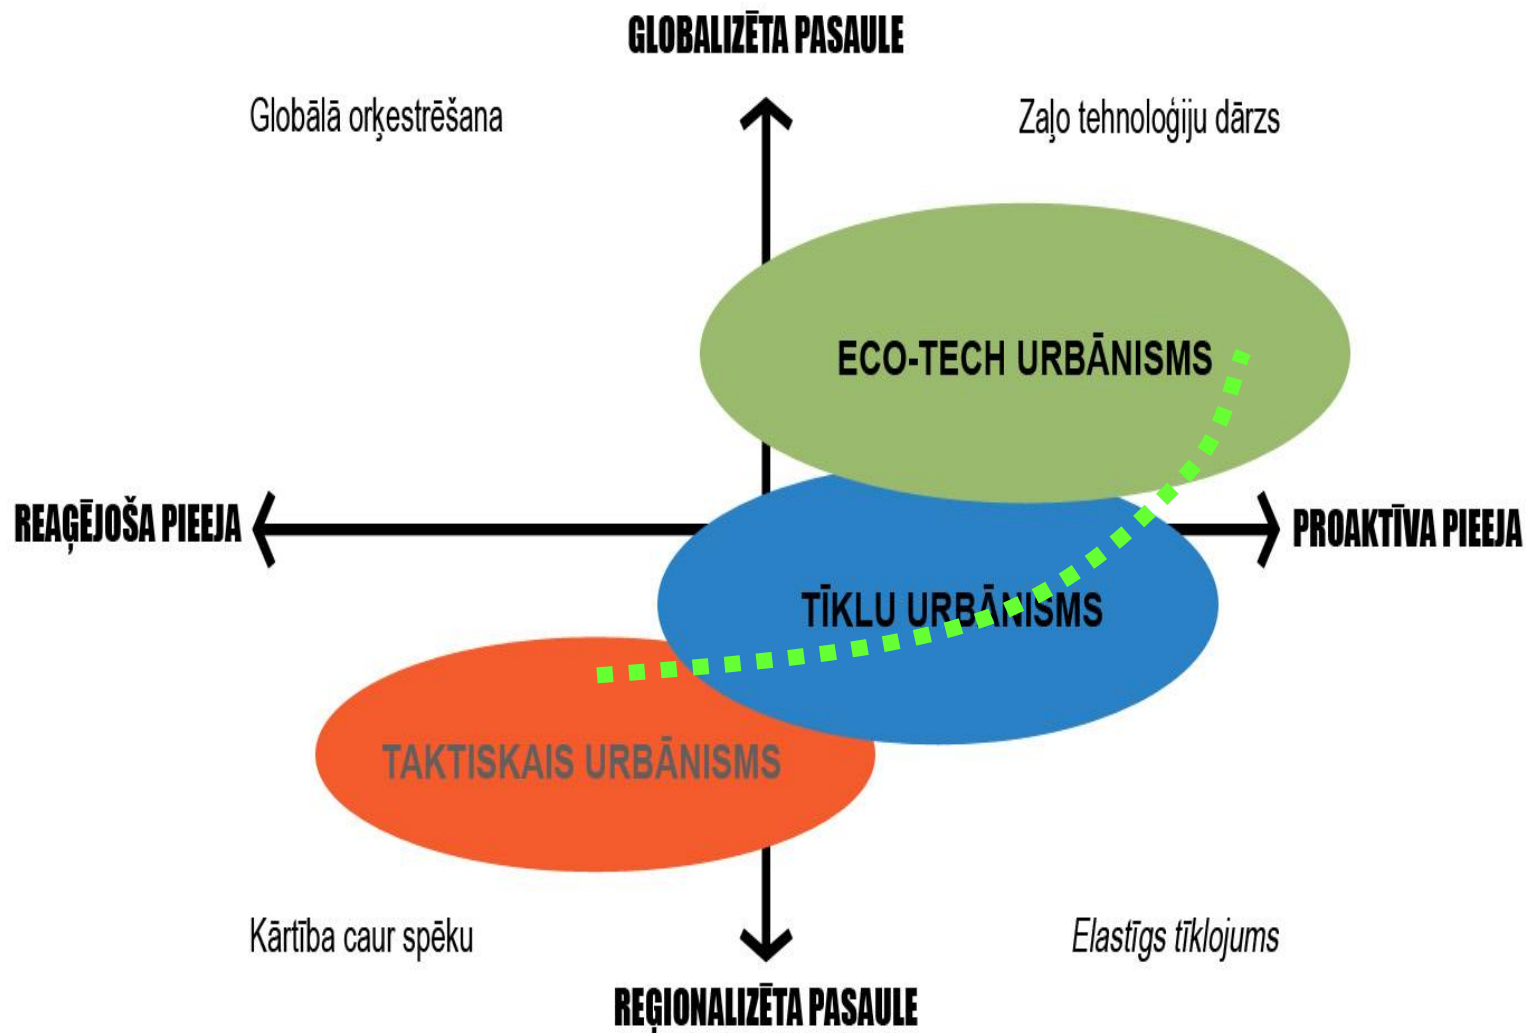 GLOBALIZĒTA PASAULE
Globālā orķestrēšana
Zaļo tehnoloģiju dārzs
ECO-TECH URBĀNISMS
REAĢĒJOŠA PIEEJA
PROAKTĪVA PIEEJA
TĪKLU URBĀNISMS
TAKTISKAIS URBĀNISMS
Kārtība caur spēku
Elastīgs tīklojums
REĢIONALIZĒTA PASAULE